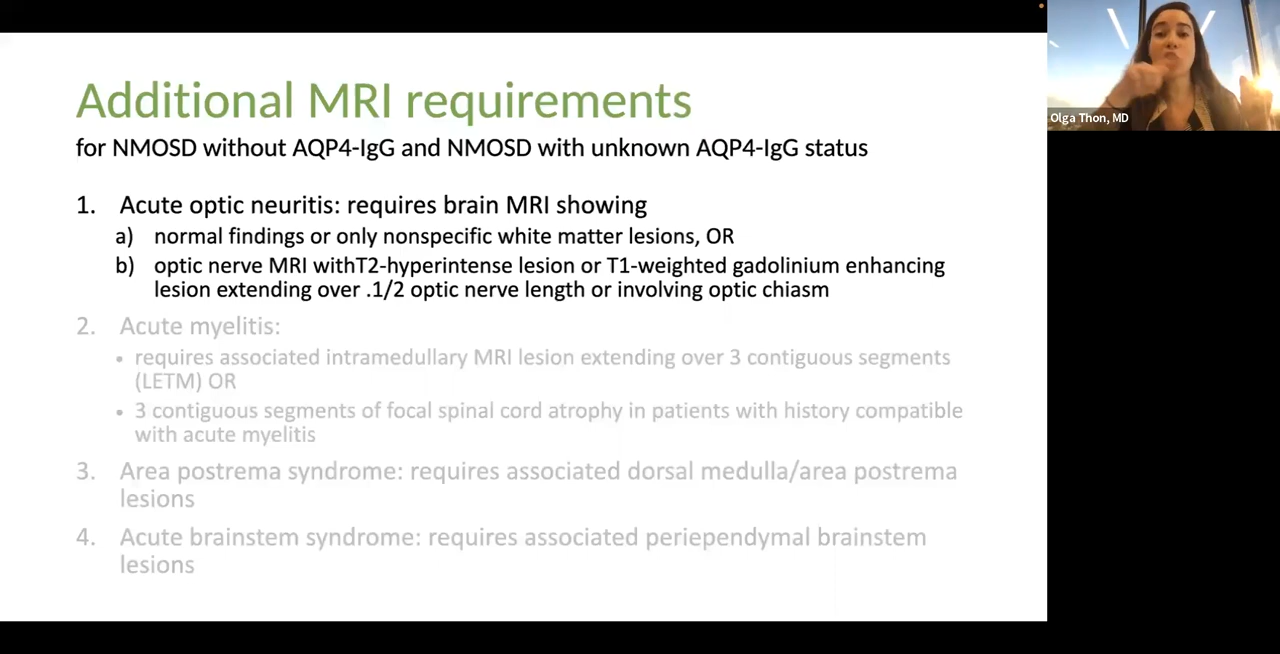 Additional MRI requirements
for NMOSD without AQP4-IgG and NMOSD with unknown AQP4-IgG status
1. Acute optic neuritis: requires brain MRI showing
a) normal findings or only nonspecific white matter lesions, OR
b) optic nerve MRI withT2-hyperintense lesion or T1-weighted gadolinium enhancing
lesion extending over .1/2 optic nerve length or involving optic chiasm
2. Acute myelitis:
• requires associated intramedullary MRI lesion extending over 3 contiguous segments
(LETM) OR
• 3 contiguous segments of focal spinal cord atrophy in patients with history compatible
with acute myelitis
3. Area postrema syndrome: requires associated dorsal medulla/area postrema
lesions
4. Acute brainstem syndrome: requires associated periependymal brainstem
lesions
Olga Thon, MD